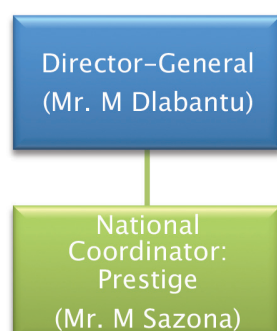 Director-General
(Mr. M Dlabantu)
National
Coordinator:
Prestige
(Mr. M Sazona)